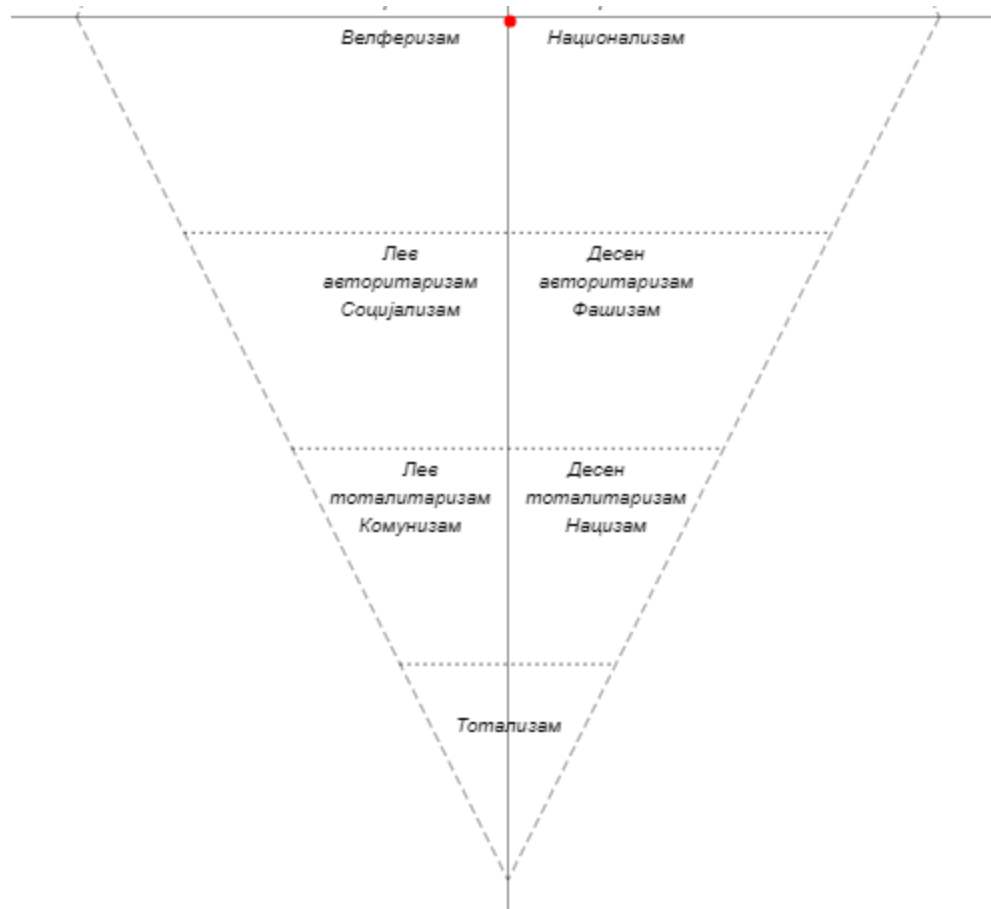 Велферизам
Национализам
Лев
авторитаризам
Социјализам
Десен
авторитаризам
Фашизам
Лев
тоталитаризам
Комунизам
Десен
тоталитаризам
Нацизам
Тотализам